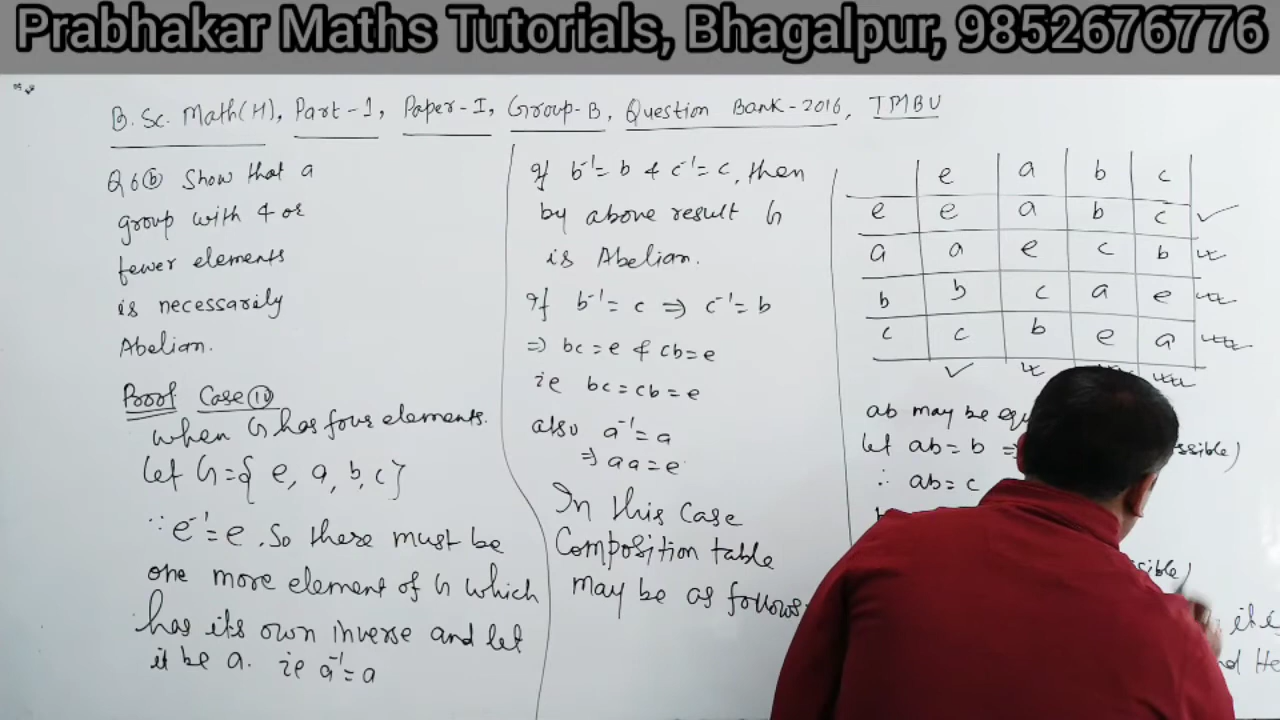 Prabhakar Maths Tutorials, Bhagalpur, 9852676776
B.Sc. Math(H), Part-1, Paper-I, Group-B, Question Bank-2016, TMBU
Q6(b) Show that a
group with 4 or
fewer elements
is necessarily
Abelian.
Proof Case
When G has four elements.
let G={ e, a, b, c}
∵ e⁻¹=e. So there must be
one more element of G which
has its own inverse and let
it be a. ie a⁻¹=a
If b⁻¹=b & c⁻¹=c, then
by above result G
is Abelian.
If b⁻¹=c ⇒ c⁻¹=b
⇒ bc=e & cb=e
ie bc=cb=e
also a⁻¹=a
⇒ aa=e
In this Case
Composition table
may be as follows:
e a b c
e e a b c ✓
a a e c b
b b c a e
c c b e a
✓
ab may be
let ab=b ⇒
∴ ab=c